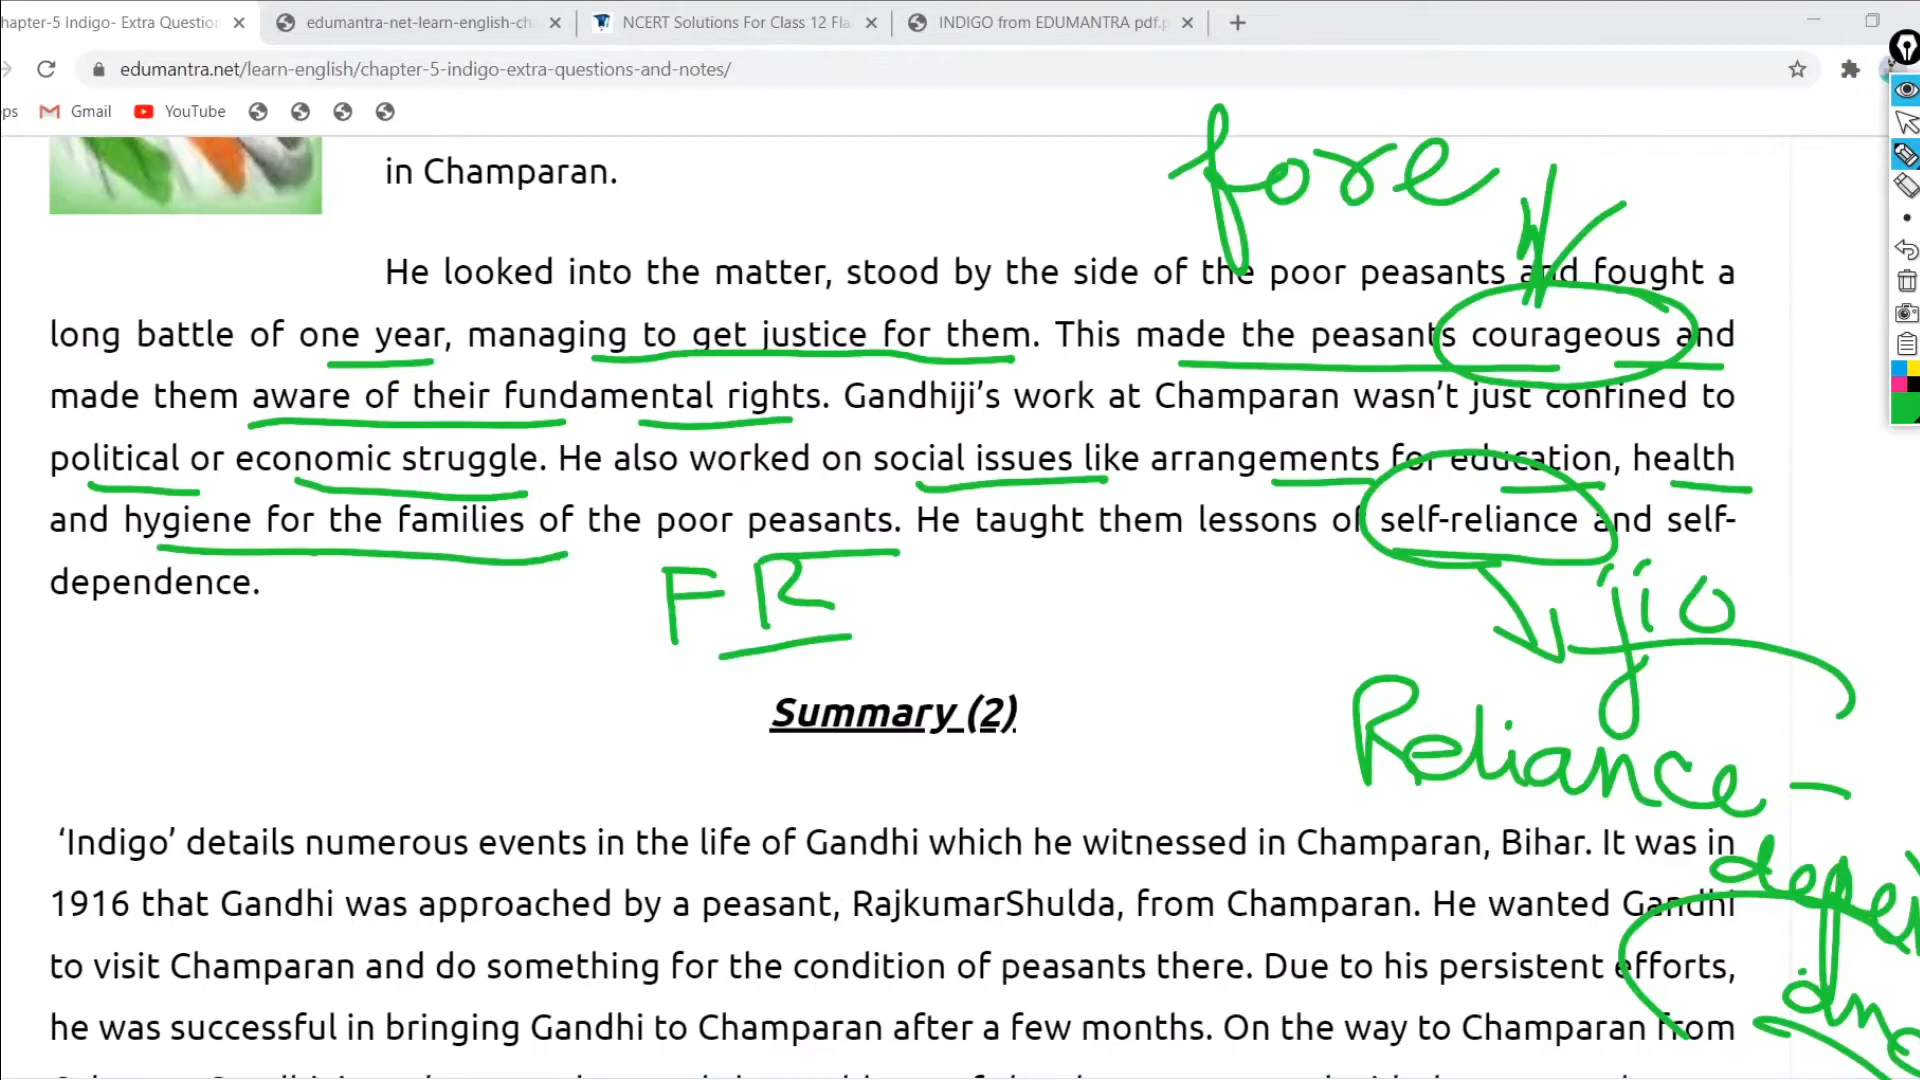 hapter-5 Indigo- Extra Question
edumantra-net-learn-english-ch
NCERT Solutions For Class 12 Fla
INDIGO from EDUMANTRA pdf.p
edumantra.net/learn-english/chapter-5-indigo-extra-questions-and-notes/
ps Gmail YouTube
in Champaran.
fore
He looked into the matter, stood by the side of the poor peasants and fought a
long battle of one year, managing to get justice for them. This made the peasants courageous and
made them aware of their fundamental rights. Gandhiji’s work at Champaran wasn’t just confined to
political or economic struggle. He also worked on social issues like arrangements for education, health
and hygiene for the families of the poor peasants. He taught them lessons of self-reliance and self-
dependence.
FR
jio
Reliance -
Summary (2)
‘Indigo’ details numerous events in the life of Gandhi which he witnessed in Champaran, Bihar. It was in
1916 that Gandhi was approached by a peasant, RajkumarShulda, from Champaran. He wanted Gandhi
to visit Champaran and do something for the condition of peasants there. Due to his persistent efforts,
he was successful in bringing Gandhi to Champaran after a few months. On the way to Champaran from